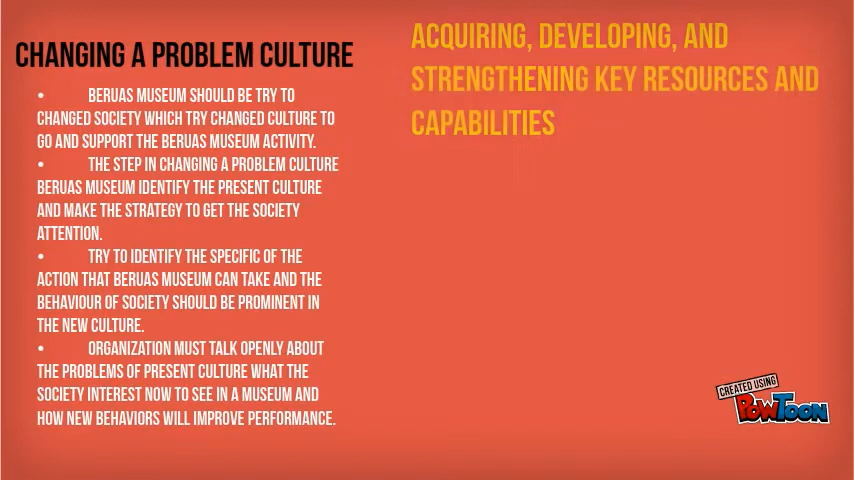 CHANGING A PROBLEM CULTURE
• BERUAS MUSEUM SHOULD BE TRY TO
CHANGED SOCIETY WHICH TRY CHANGED CULTURE TO
GO AND SUPPORT THE BERUAS MUSEUM ACTIVITY.
• THE STEP IN CHANGING A PROBLEM CULTURE
BERUAS MUSEUM IDENTIFY THE PRESENT CULTURE
AND MAKE THE STRATEGY TO GET THE SOCIETY
ATTENTION.
• TRY TO IDENTIFY THE SPECIFIC OF THE
ACTION THAT BERUAS MUSEUM CAN TAKE AND THE
BEHAVIOUR OF SOCIETY SHOULD BE PROMINENT IN
THE NEW CULTURE.
• ORGANIZATION MUST TALK OPENLY ABOUT
THE PROBLEMS OF PRESENT CULTURE WHAT THE
SOCIETY INTEREST NOW TO SEE IN A MUSEUM AND
HOW NEW BEHAVIORS WILL IMPROVE PERFORMANCE.
ACQUIRING, DEVELOPING, AND
STRENGTHENING KEY RESOURCES AND
CAPABILITIES
CREATED USING
POWTOON